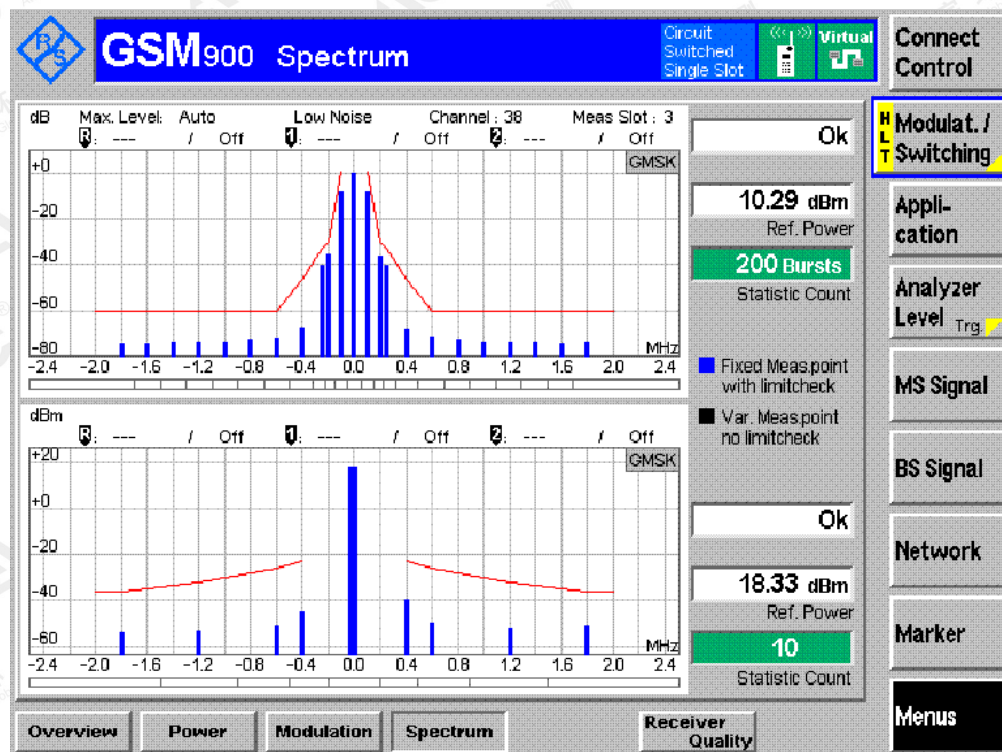 R S
GSM900 Spectrum
Circuit
Switched
Single Slot
Virtual
Connect
Control
dB Max. Level: Auto Low Noise Channel : 38 Meas Slot : 3
R: --- / Off 1: --- / Off 2: --- / Off
GMSK
+0
-20
-40
-60
-80
MHz
-2.4 -2.0 -1.6 -1.2 -0.8 -0.4 0.0 0.4 0.8 1.2 1.6 2.0 2.4
Ok
10.29 dBm
Ref. Power
200 Bursts
Statistic Count
Fixed Meas.point
with limitcheck
Var. Meas.point
no limitcheck
dBm
R: --- / Off 1: --- / Off 2: --- / Off
GMSK
+20
+0
-20
-40
-60
MHz
-2.4 -2.0 -1.6 -1.2 -0.8 -0.4 0.0 0.4 0.8 1.2 1.6 2.0 2.4
Ok
18.33 dBm
Ref. Power
10
Statistic Count
H L T
Modulat. /
Switching
Appli-
cation
Analyzer
Level Trg.
MS Signal
BS Signal
Network
Marker
Menus
Overview Power Modulation Spectrum Receiver
Quality